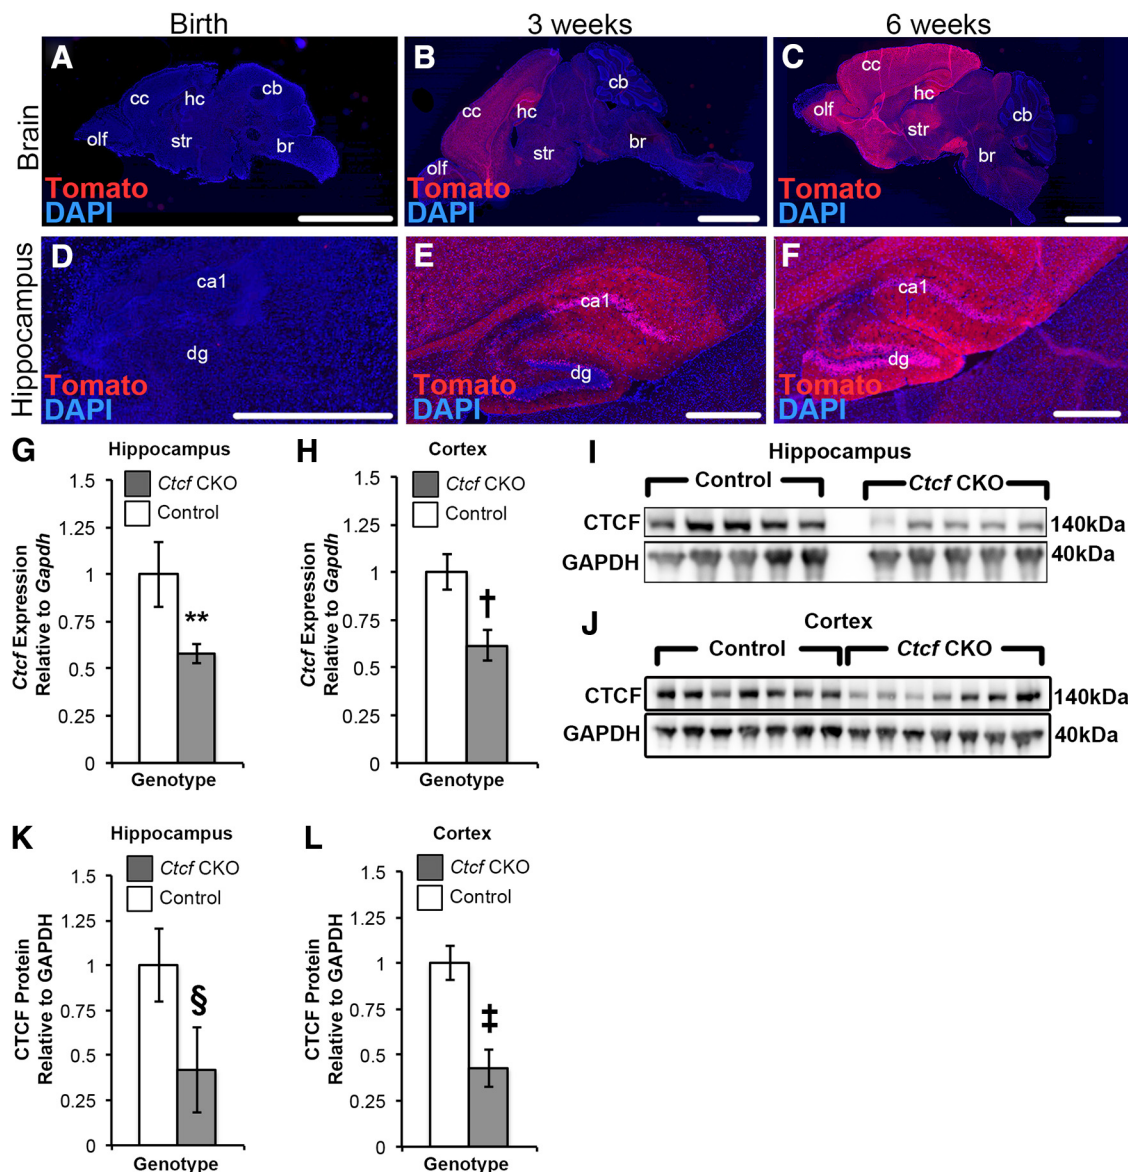 Birth
3 weeks
6 weeks
Brain
A
cc
hc
cb
olf
str
br
Tomato
DAPI
B
cc
hc
cb
olf
str
br
Tomato
DAPI
C
cc
hc
olf
str
cb
br
Tomato
DAPI
Hippocampus
D
ca1
dg
Tomato
DAPI
E
ca1
dg
Tomato
DAPI
F
ca1
dg
Tomato
DAPI
G
Hippocampus
Ctcf CKO
Control
Ctcf Expression
Relative to Gapdh
1.5
1.25
1
0.75
0.5
0.25
0
**
Genotype
H
Cortex
Ctcf CKO
Control
Ctcf Expression
Relative to Gapdh
1.5
1.25
1
0.75
0.5
0.25
0
†
Genotype
I
Hippocampus
Control
Ctcf CKO
CTCF
140kDa
GAPDH
40kDa
J
Cortex
Control
Ctcf CKO
CTCF
140kDa
GAPDH
40kDa
K
Hippocampus
Ctcf CKO
Control
CTCF Protein
Relative to GAPDH
1.5
1.25
1
0.75
0.5
0.25
0
§
Genotype
L
Cortex
Ctcf CKO
Control
CTCF Protein
Relative to GAPDH
1.5
1.25
1
0.75
0.5
0.25
0
‡
Genotype